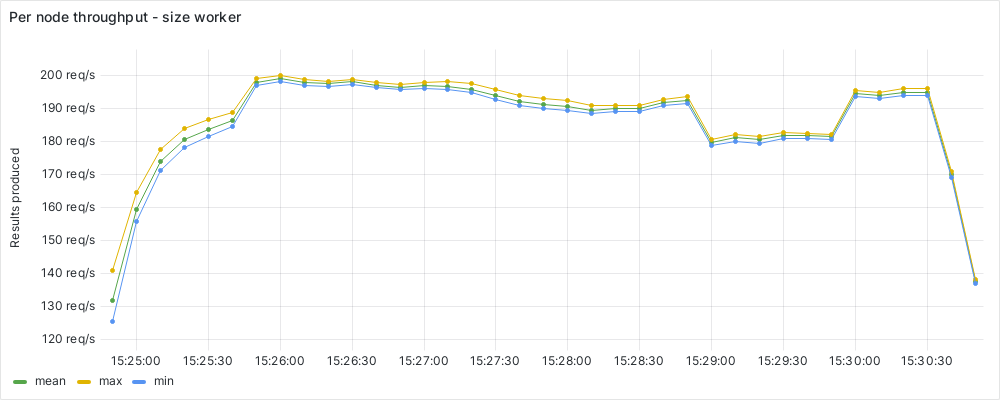 Per node throughput - size worker
Results produced
200 req/s
190 req/s
180 req/s
170 req/s
160 req/s
150 req/s
140 req/s
130 req/s
120 req/s
15:25:00 15:25:30 15:26:00 15:26:30 15:27:00 15:27:30 15:28:00 15:28:30 15:29:00 15:29:30 15:30:00 15:30:30
mean max min